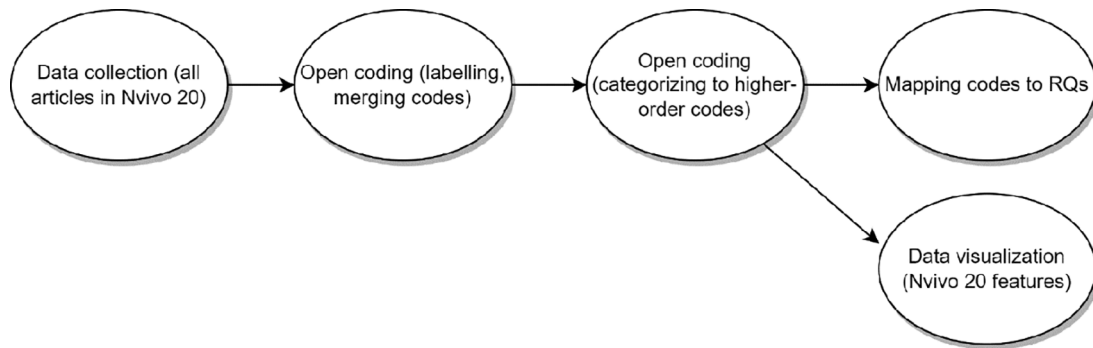 Data collection (all
articles in Nvivo 20)
Open coding (labelling,
merging codes)
Open coding
(categorizing to higher-
order codes)
Mapping codes to RQs
Data visualization
(Nvivo 20 features)